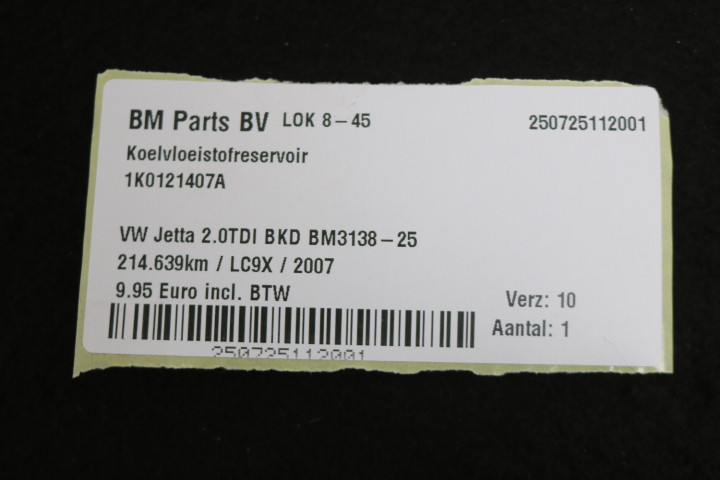 BM Parts BV LOK 8-45 250725112001
Koelvloeistofreservoir
1K0121407A
VW Jetta 2.0TDI BKD BM3138-25
214.639km / LC9X / 2007
9.95 Euro incl. BTW
Verz: 10
Aantal: 1
250725112001